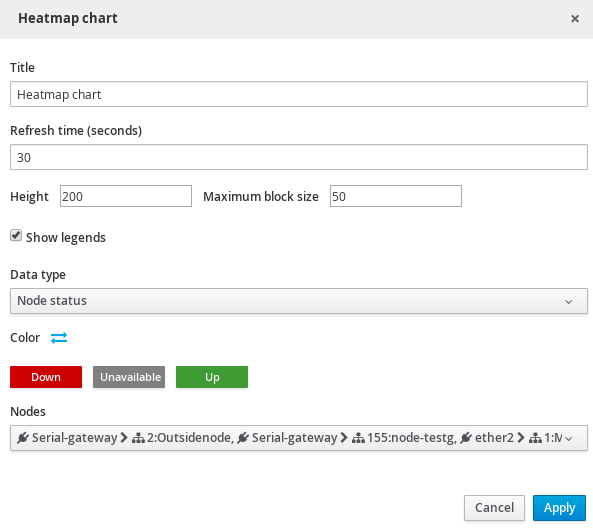 Heatmap chart ×
Title
Heatmap chart
Refresh time (seconds)
30
Height 200 Maximum block size 50
Show legends
Data type
Node status
Color
Down Unavailable Up
Nodes
Serial-gateway > 2:Outsidenode, Serial-gateway > 155:node-testg, ether2 > 1:M
Cancel Apply